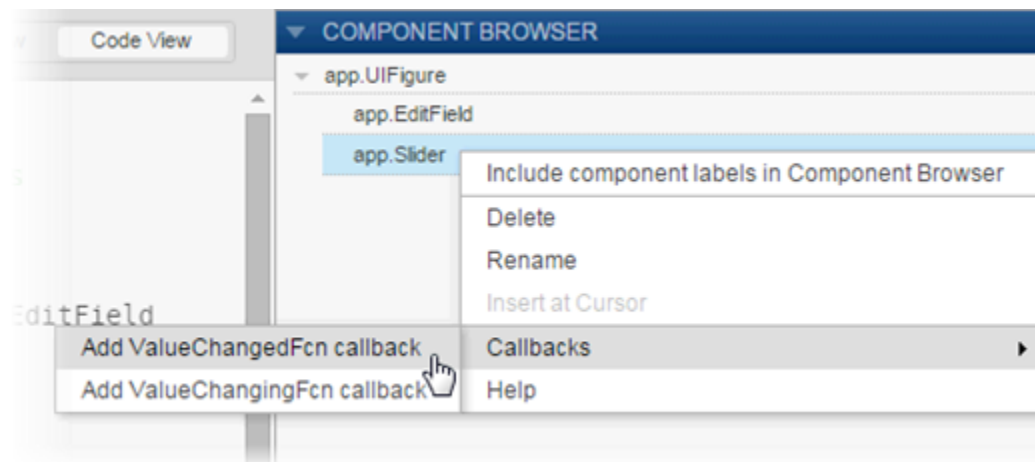 Code View
COMPONENT BROWSER
app.UIFigure
app.EditField
app.Slider
Include component labels in Component Browser
Delete
Rename
Insert at Cursor
EditField
Add ValueChangedFcn callback
Callbacks
Add ValueChangingFcn callback
Help